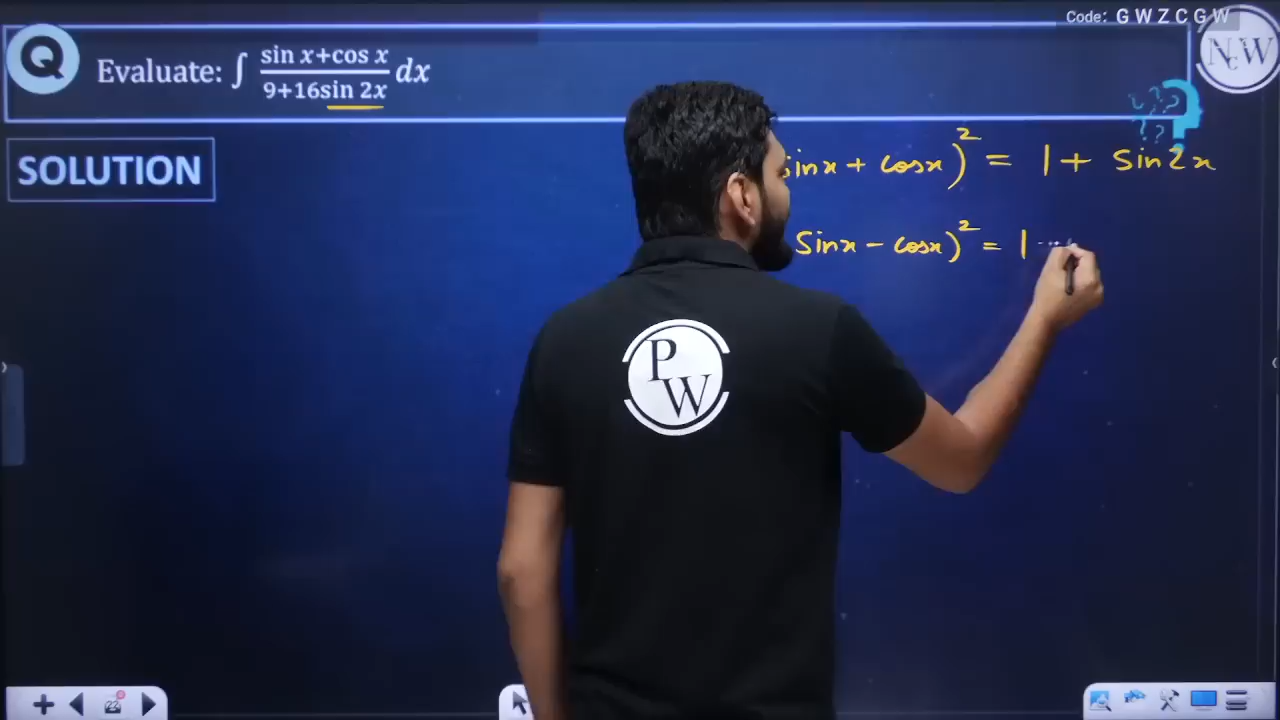 Code: G W Z C G W
Q Evaluate: ∫ (sin x+cos x)/(9+16sin 2x) dx
NcW
SOLUTION
sinx + cosx)² = 1 + sin2x
sinx - cosx)² = 1
PW